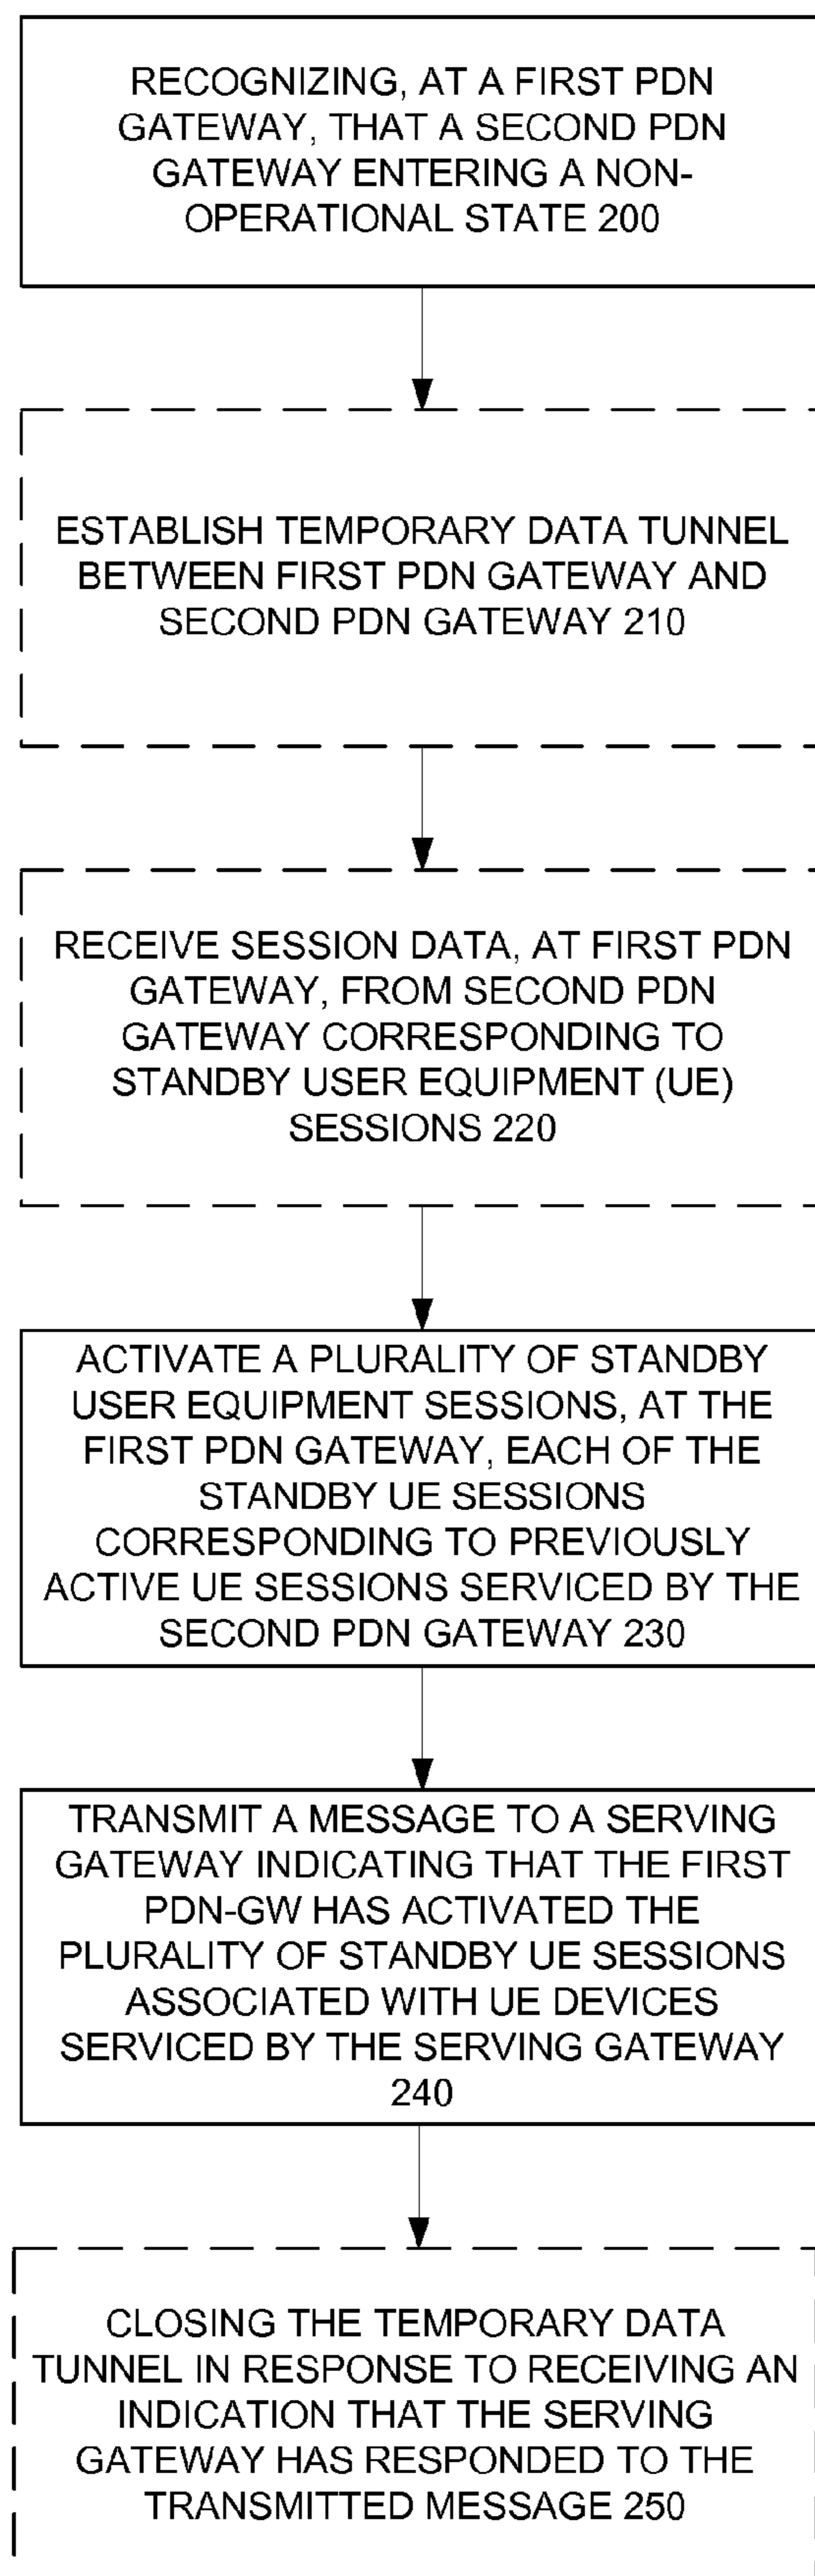 RECOGNIZING, AT A FIRST PDN
GATEWAY, THAT A SECOND PDN
GATEWAY ENTERING A NON-
OPERATIONAL STATE 200
ESTABLISH TEMPORARY DATA TUNNEL
BETWEEN FIRST PDN GATEWAY AND
SECOND PDN GATEWAY 210
RECEIVE SESSION DATA, AT FIRST PDN
GATEWAY, FROM SECOND PDN
GATEWAY CORRESPONDING TO
STANDBY USER EQUIPMENT (UE)
SESSIONS 220
ACTIVATE A PLURALITY OF STANDBY
USER EQUIPMENT SESSIONS, AT THE
FIRST PDN GATEWAY, EACH OF THE
STANDBY UE SESSIONS
CORRESPONDING TO PREVIOUSLY
ACTIVE UE SESSIONS SERVICED BY THE
SECOND PDN GATEWAY 230
TRANSMIT A MESSAGE TO A SERVING
GATEWAY INDICATING THAT THE FIRST
PDN-GW HAS ACTIVATED THE
PLURALITY OF STANDBY UE SESSIONS
ASSOCIATED WITH UE DEVICES
SERVICED BY THE SERVING GATEWAY
240
CLOSING THE TEMPORARY DATA
TUNNEL IN RESPONSE TO RECEIVING AN
INDICATION THAT THE SERVING
GATEWAY HAS RESPONDED TO THE
TRANSMITTED MESSAGE 250